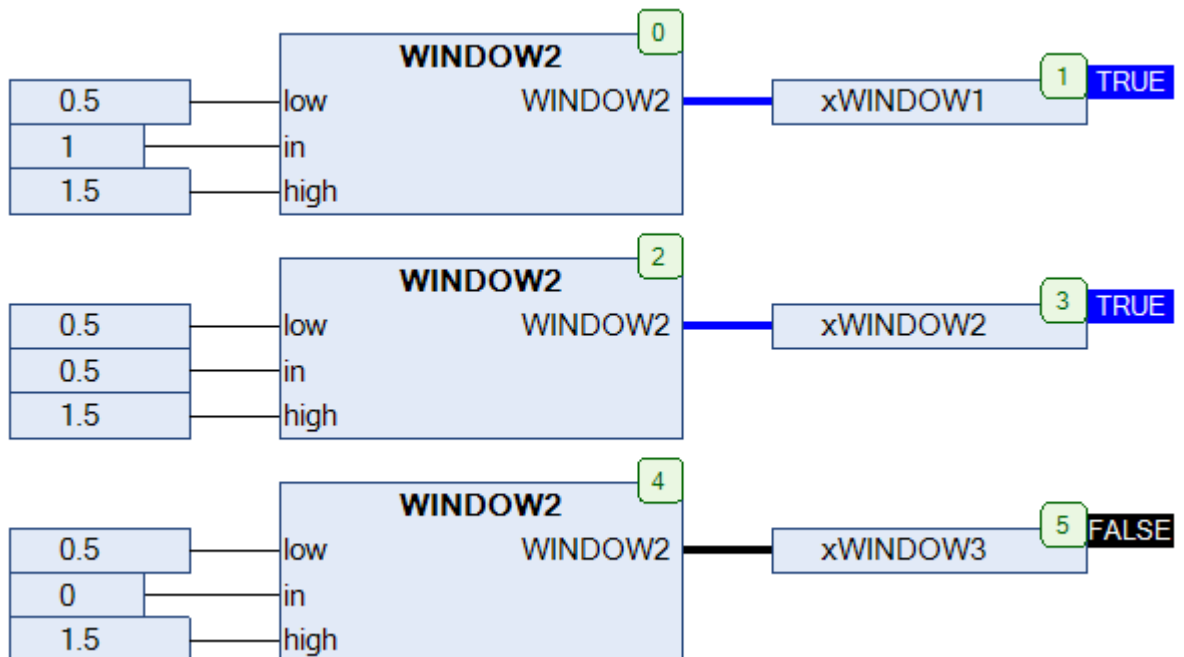 0
WINDOW2
1 TRUE
0.5 low WINDOW2 xWINDOW1
1 in
1.5 high
2
WINDOW2
3 TRUE
0.5 low WINDOW2 xWINDOW2
0.5 in
1.5 high
4
WINDOW2
5 FALSE
0.5 low WINDOW2 xWINDOW3
0 in
1.5 high